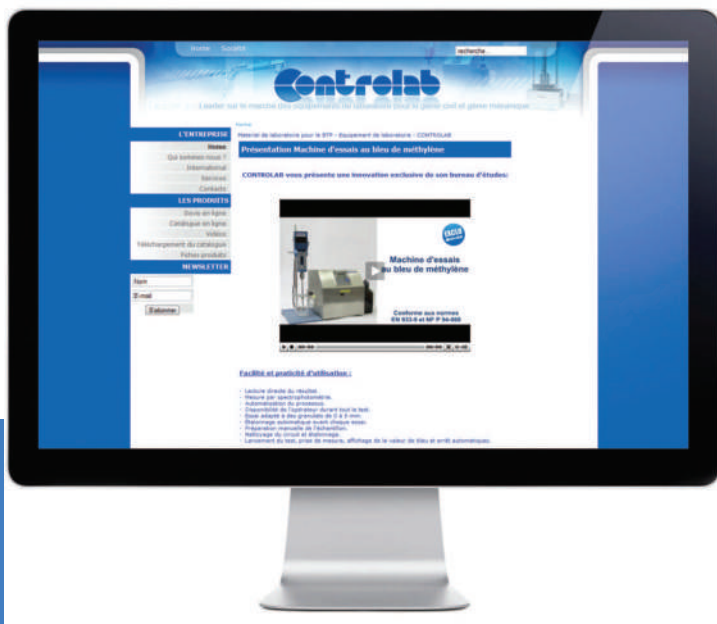 Home Société
recherche...
Controlab
Leader sur le marché des équipements de laboratoire pour le génie civil et génie mécanique
Home
L'ENTREPRISE
Home
Qui sommes-nous ?
International
Services
Contacts
LES PRODUITS
Devis en ligne
Catalogue en ligne
Vidéos
Téléchargement du catalogue
Fiches produits
NEWSLETTER
Nom
E-mail
S'abonner
Materiel de laboratoire pour le BTP - Equipement de laboratoire - CONTROLAB
Présentation Machine d'essais au bleu de méthylène
CONTROLAB vous présente une innovation exclusive de son bureau d'études:
EXCLU
Machine d'essais
au bleu de méthylène
Conforme aux normes
EN 933-9 et NF P 94-068
Facilité et praticité d'utilisation :
- Lecture directe du résultat.
- Mesure par spectrophotométrie.
- Automatisation du processus.
- Disponibilité de l'opérateur durant tout le test.
- Essai adapté à des granulats de 0 à 5 mm.
- Étalonnage automatique avant chaque essai.
- Préparation manuelle de l'échantillon.
- Nettoyage du circuit et étalonnage.
- Lancement du test, prise de mesure, affichage de la valeur de bleu et arrêt automatiques.